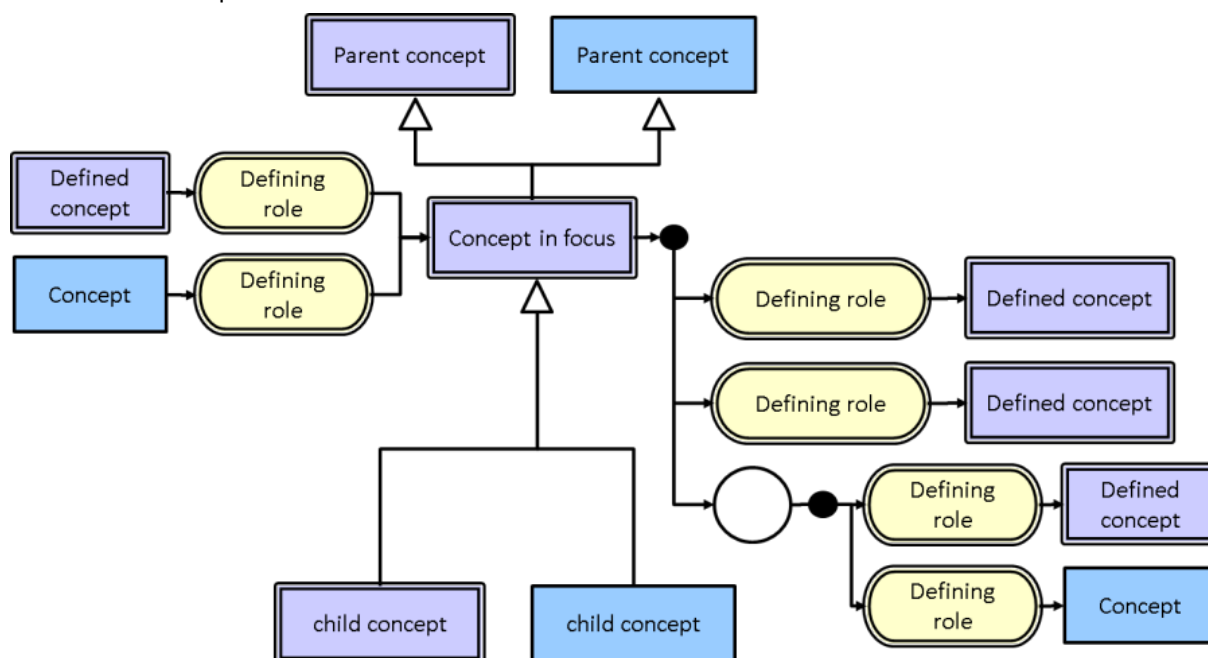 Parent concept
Parent concept
Defined
concept
Defining
role
Concept in focus
Concept
Defining
role
Defining role
Defined concept
Defining role
Defined concept
Defining
role
Defined
concept
Defining
role
Concept
child concept
child concept